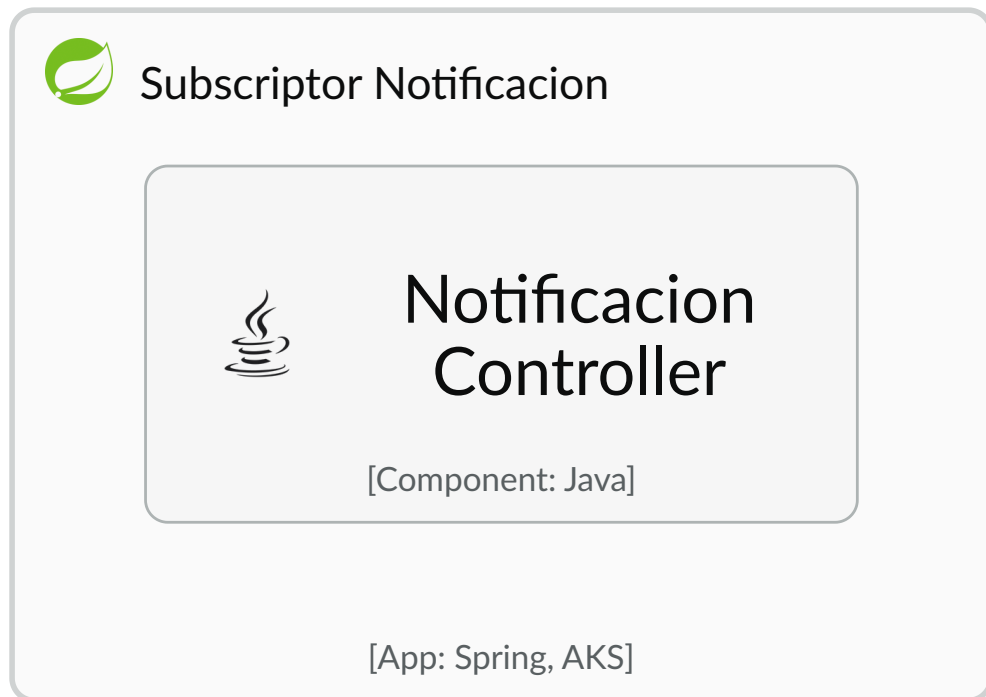 Subscriptor Notificacion
Notificacion
Controller
[Component: Java]
[App: Spring, AKS]